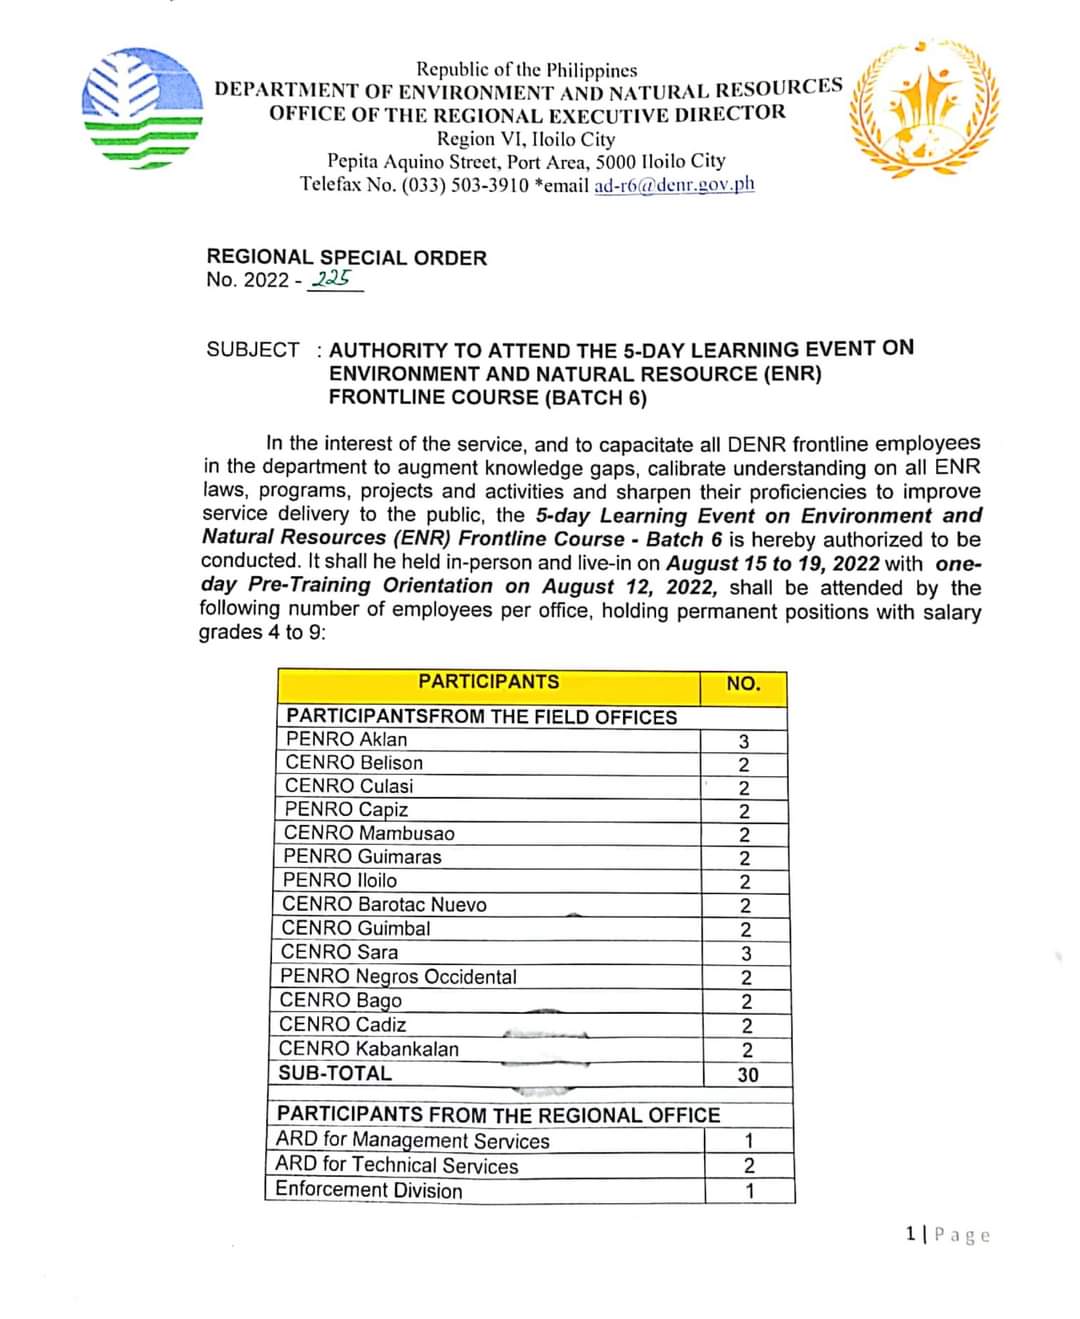 Republic of the Philippines
DEPARTMENT OF ENVIRONMENT AND NATURAL RESOURCES
OFFICE OF THE REGIONAL EXECUTIVE DIRECTOR
Region VI, Iloilo City
Pepita Aquino Street, Port Area, 5000 Iloilo City
Telefax No. (033) 503-3910 *email ad-r6@denr.gov.ph
REGIONAL SPECIAL ORDER
No. 2022 - 225
SUBJECT : AUTHORITY TO ATTEND THE 5-DAY LEARNING EVENT ON
ENVIRONMENT AND NATURAL RESOURCE (ENR)
FRONTLINE COURSE (BATCH 6)
In the interest of the service, and to capacitate all DENR frontline employees
in the department to augment knowledge gaps, calibrate understanding on all ENR
laws, programs, projects and activities and sharpen their proficiencies to improve
service delivery to the public, the 5-day Learning Event on Environment and
Natural Resources (ENR) Frontline Course - Batch 6 is hereby authorized to be
conducted. It shall he held in-person and live-in on August 15 to 19, 2022 with one-
day Pre-Training Orientation on August 12, 2022, shall be attended by the
following number of employees per office, holding permanent positions with salary
grades 4 to 9:
PARTICIPANTS NO.
PARTICIPANTSFROM THE FIELD OFFICES
PENRO Aklan 3
CENRO Belison 2
CENRO Culasi 2
PENRO Capiz 2
CENRO Mambusao 2
PENRO Guimaras 2
PENRO Iloilo 2
CENRO Barotac Nuevo 2
CENRO Guimbal 2
CENRO Sara 3
PENRO Negros Occidental 2
CENRO Bago 2
CENRO Cadiz 2
CENRO Kabankalan 2
SUB-TOTAL 30
PARTICIPANTS FROM THE REGIONAL OFFICE
ARD for Management Services 1
ARD for Technical Services 2
Enforcement Division 1
1 | Page